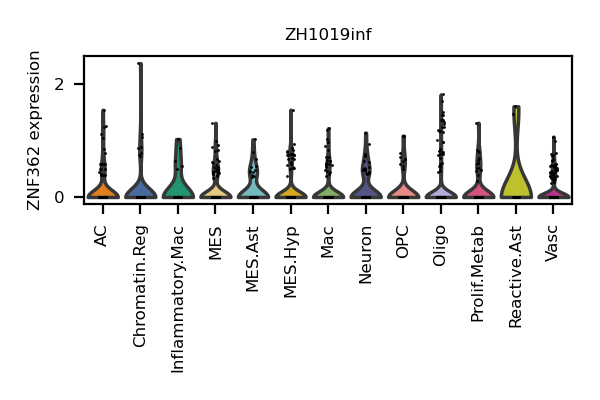 ZH1019inf
ZNF362 expression
2
0
AC
Chromatin.Reg
Inflammatory.Mac
MES
MES.Ast
MES.Hyp
Mac
Neuron
OPC
Oligo
Prolif.Metab
Reactive.Ast
Vasc